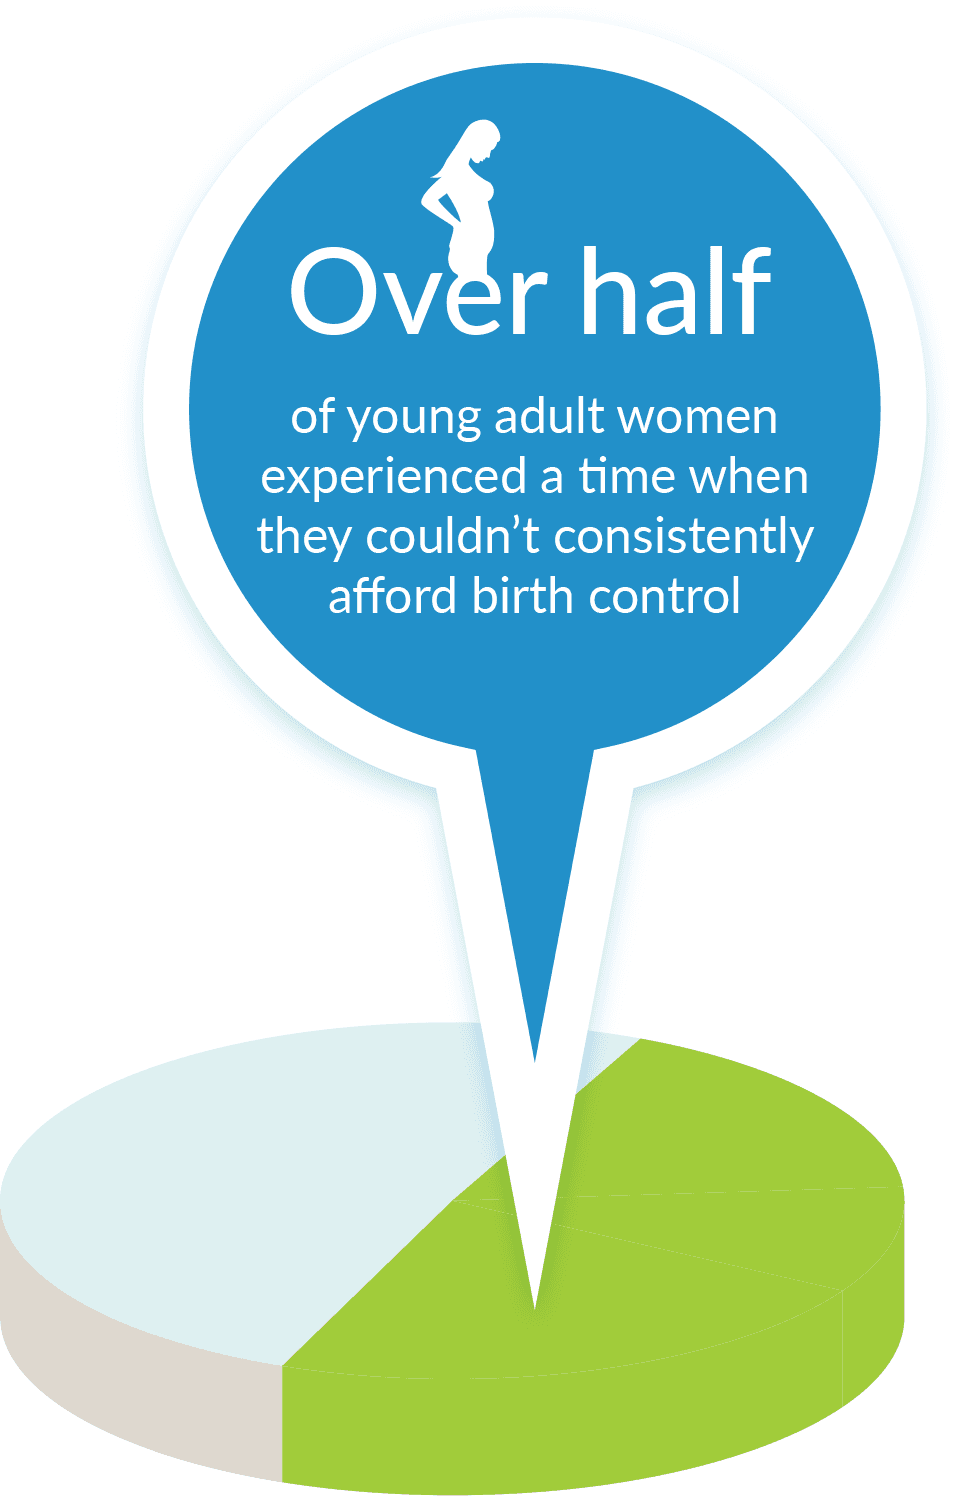 Over half
of young adult women
experienced a time when
they couldn’t consistently
afford birth control